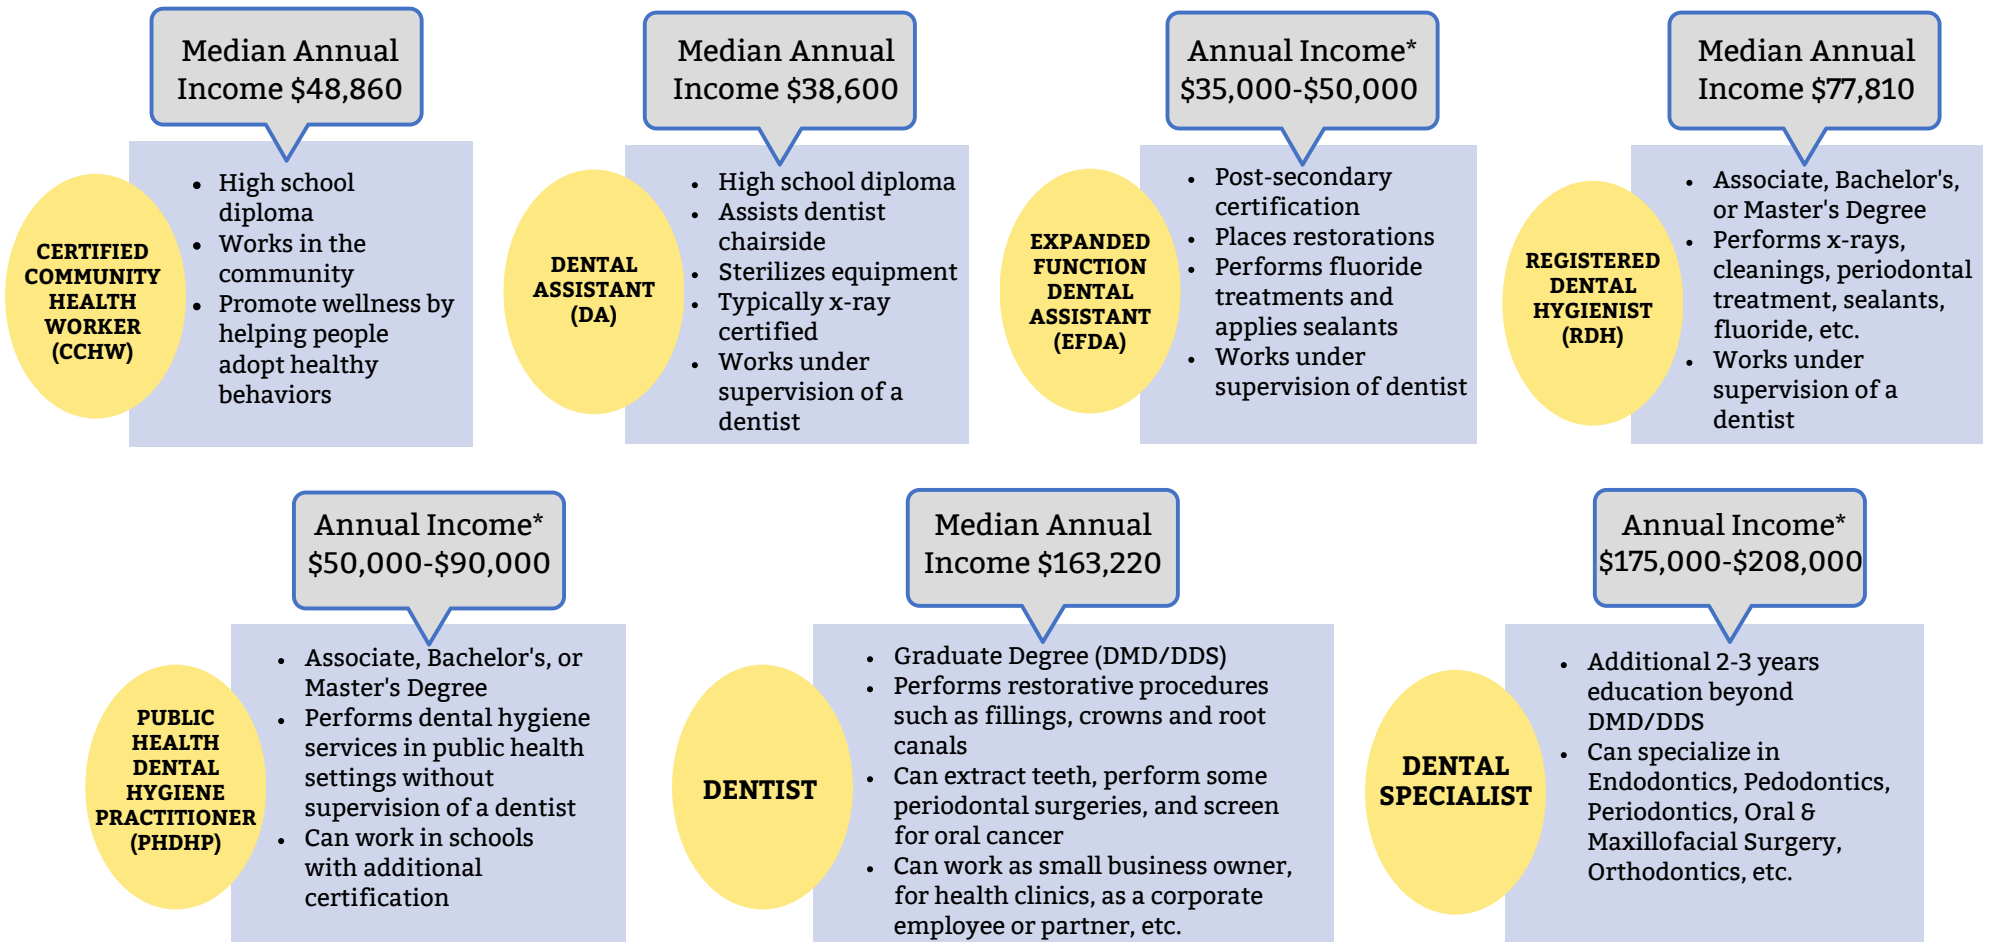 Median Annual
Income $48,860
CERTIFIED
COMMUNITY
HEALTH
WORKER
(CCHW)
• High school
diploma
• Works in the
community
• Promote wellness by
helping people
adopt healthy
behaviors
Median Annual
Income $38,600
DENTAL
ASSISTANT
(DA)
• High school diploma
• Assists dentist
chairside
• Sterilizes equipment
• Typically x-ray
certified
• Works under
supervision of a
dentist
Annual Income*
$35,000-$50,000
EXPANDED
FUNCTION
DENTAL
ASSISTANT
(EFDA)
• Post-secondary
certification
• Places restorations
• Performs fluoride
treatments and
applies sealants
• Works under
supervision of dentist
Median Annual
Income $77,810
REGISTERED
DENTAL
HYGIENIST
(RDH)
• Associate, Bachelor's,
or Master's Degree
• Performs x-rays,
cleanings, periodontal
treatment, sealants,
fluoride, etc.
• Works under
supervision of a
dentist
Annual Income*
$50,000-$90,000
PUBLIC
HEALTH
DENTAL
HYGIENE
PRACTITIONER
(PHDHP)
• Associate, Bachelor's, or
Master's Degree
• Performs dental hygiene
services in public health
settings without
supervision of a dentist
• Can work in schools
with additional
certification
Median Annual
Income $163,220
DENTIST
• Graduate Degree (DMD/DDS)
• Performs restorative procedures
such as fillings, crowns and root
canals
• Can extract teeth, perform some
periodontal surgeries, and screen
for oral cancer
• Can work as small business owner,
for health clinics, as a corporate
employee or partner, etc.
Annual Income*
$175,000-$208,000
DENTAL
SPECIALIST
• Additional 2-3 years
education beyond
DMD/DDS
• Can specialize in
Endodontics, Pedodontics,
Periodontics, Oral &
Maxillofacial Surgery,
Orthodontics, etc.